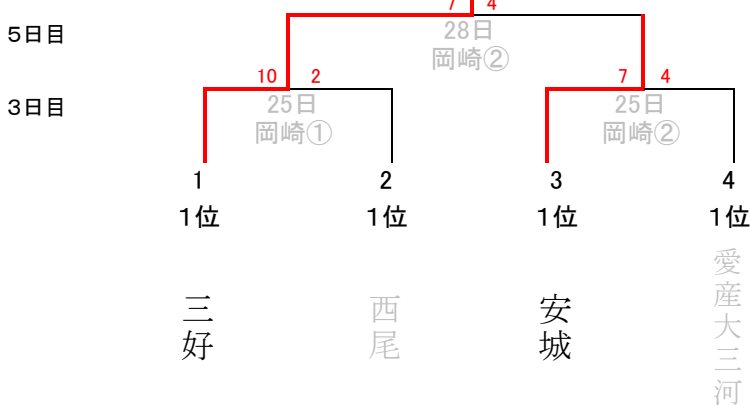 7 4
5日目
28日
岡崎②
10 2
7 4
3日目
25日
岡崎①
25日
岡崎②
1 2 3 4
1位 1位 1位 1位
三好
西尾
安城
愛産大三河